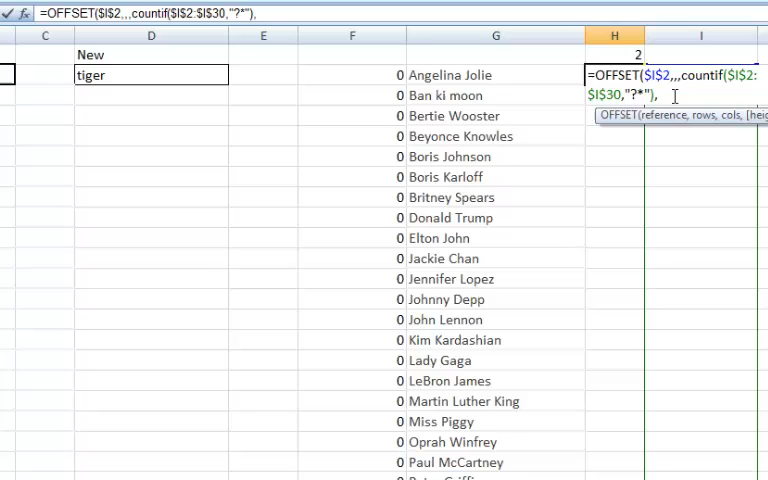 =OFFSET($I$2,,,countif($I$2:$I$30,"?*"),
C D E F G H I
New 2
tiger 0 Angelina Jolie =OFFSET($I$2,,,countif($I$2:
0 Ban ki moon $I$30,"?*"),
0 Bertie Wooster OFFSET(reference, rows, cols, [heig
0 Beyonce Knowles
0 Boris Johnson
0 Boris Karloff
0 Britney Spears
0 Donald Trump
0 Elton John
0 Jackie Chan
0 Jennifer Lopez
0 Johnny Depp
0 John Lennon
0 Kim Kardashian
0 Lady Gaga
0 LeBron James
0 Martin Luther King
0 Miss Piggy
0 Oprah Winfrey
0 Paul McCartney